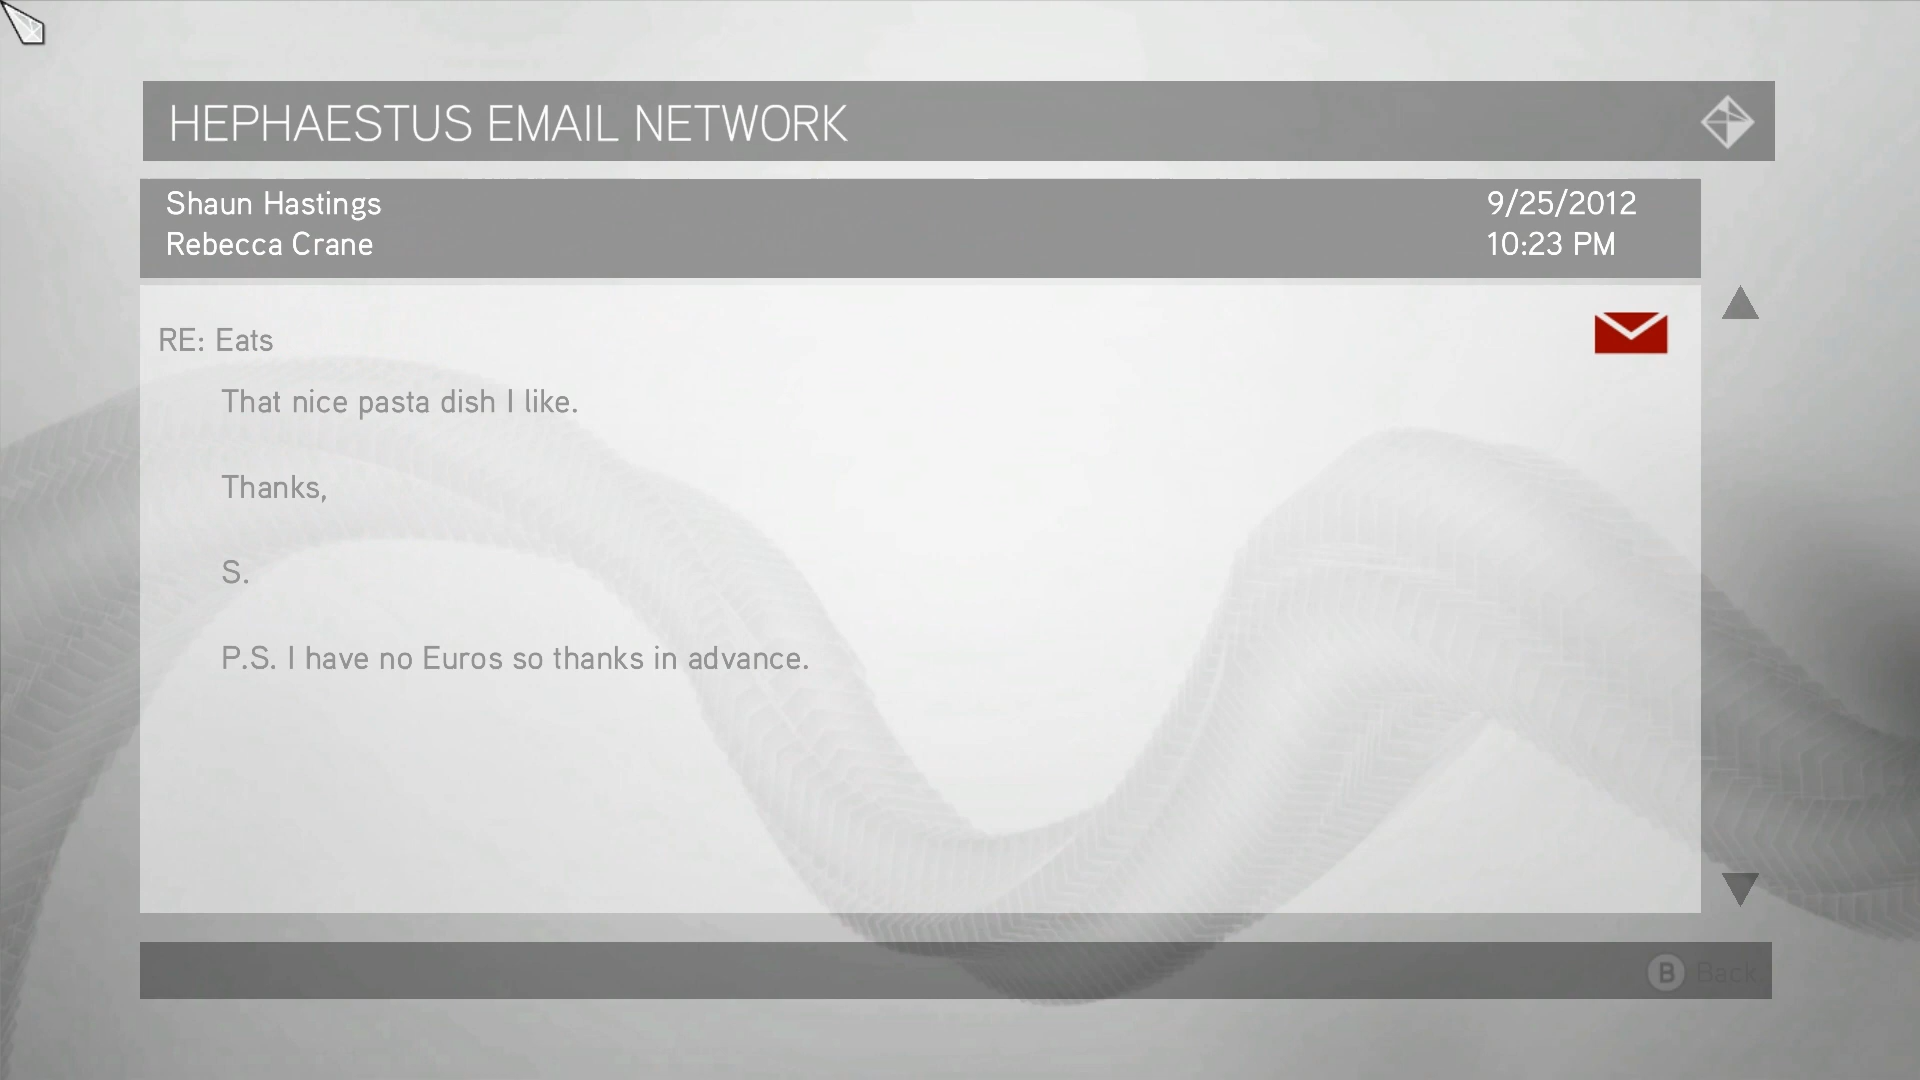 HEPHAESTUS EMAIL NETWORK
Shaun Hastings
9/25/2012
Rebecca Crane
10:23 PM
RE: Eats
That nice pasta dish I like.
Thanks,
S.
P.S. I have no Euros so thanks in advance.
B Back